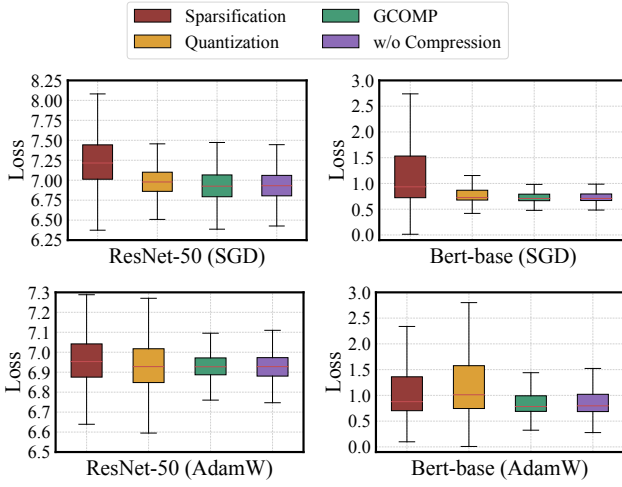 Sparsification
GCOMP
Quantization
w/o Compression
8.25
8.00
7.75
7.50
7.25
7.00
6.75
6.50
6.25
Loss
ResNet-50 (SGD)
3.0
2.5
2.0
1.5
1.0
0.5
0.0
Loss
Bert-base (SGD)
7.3
7.2
7.1
7.0
6.9
6.8
6.7
6.6
6.5
Loss
ResNet-50 (AdamW)
3.0
2.5
2.0
1.5
1.0
0.5
0.0
Loss
Bert-base (AdamW)